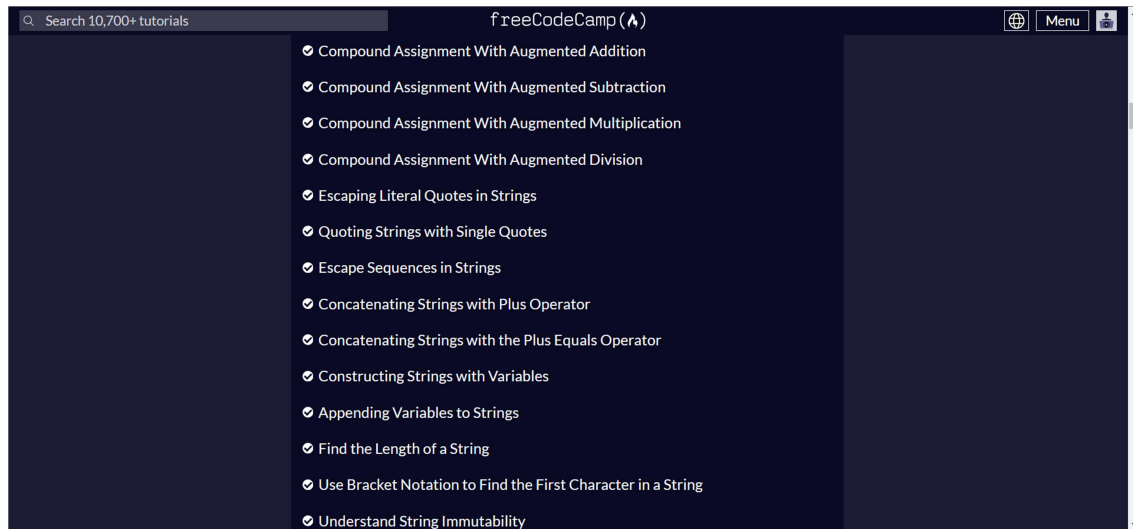 Search 10,700+ tutorials
freeCodeCamp(🔥)
Menu
Compound Assignment With Augmented Addition
Compound Assignment With Augmented Subtraction
Compound Assignment With Augmented Multiplication
Compound Assignment With Augmented Division
Escaping Literal Quotes in Strings
Quoting Strings with Single Quotes
Escape Sequences in Strings
Concatenating Strings with Plus Operator
Concatenating Strings with the Plus Equals Operator
Constructing Strings with Variables
Appending Variables to Strings
Find the Length of a String
Use Bracket Notation to Find the First Character in a String
Understand String Immutability